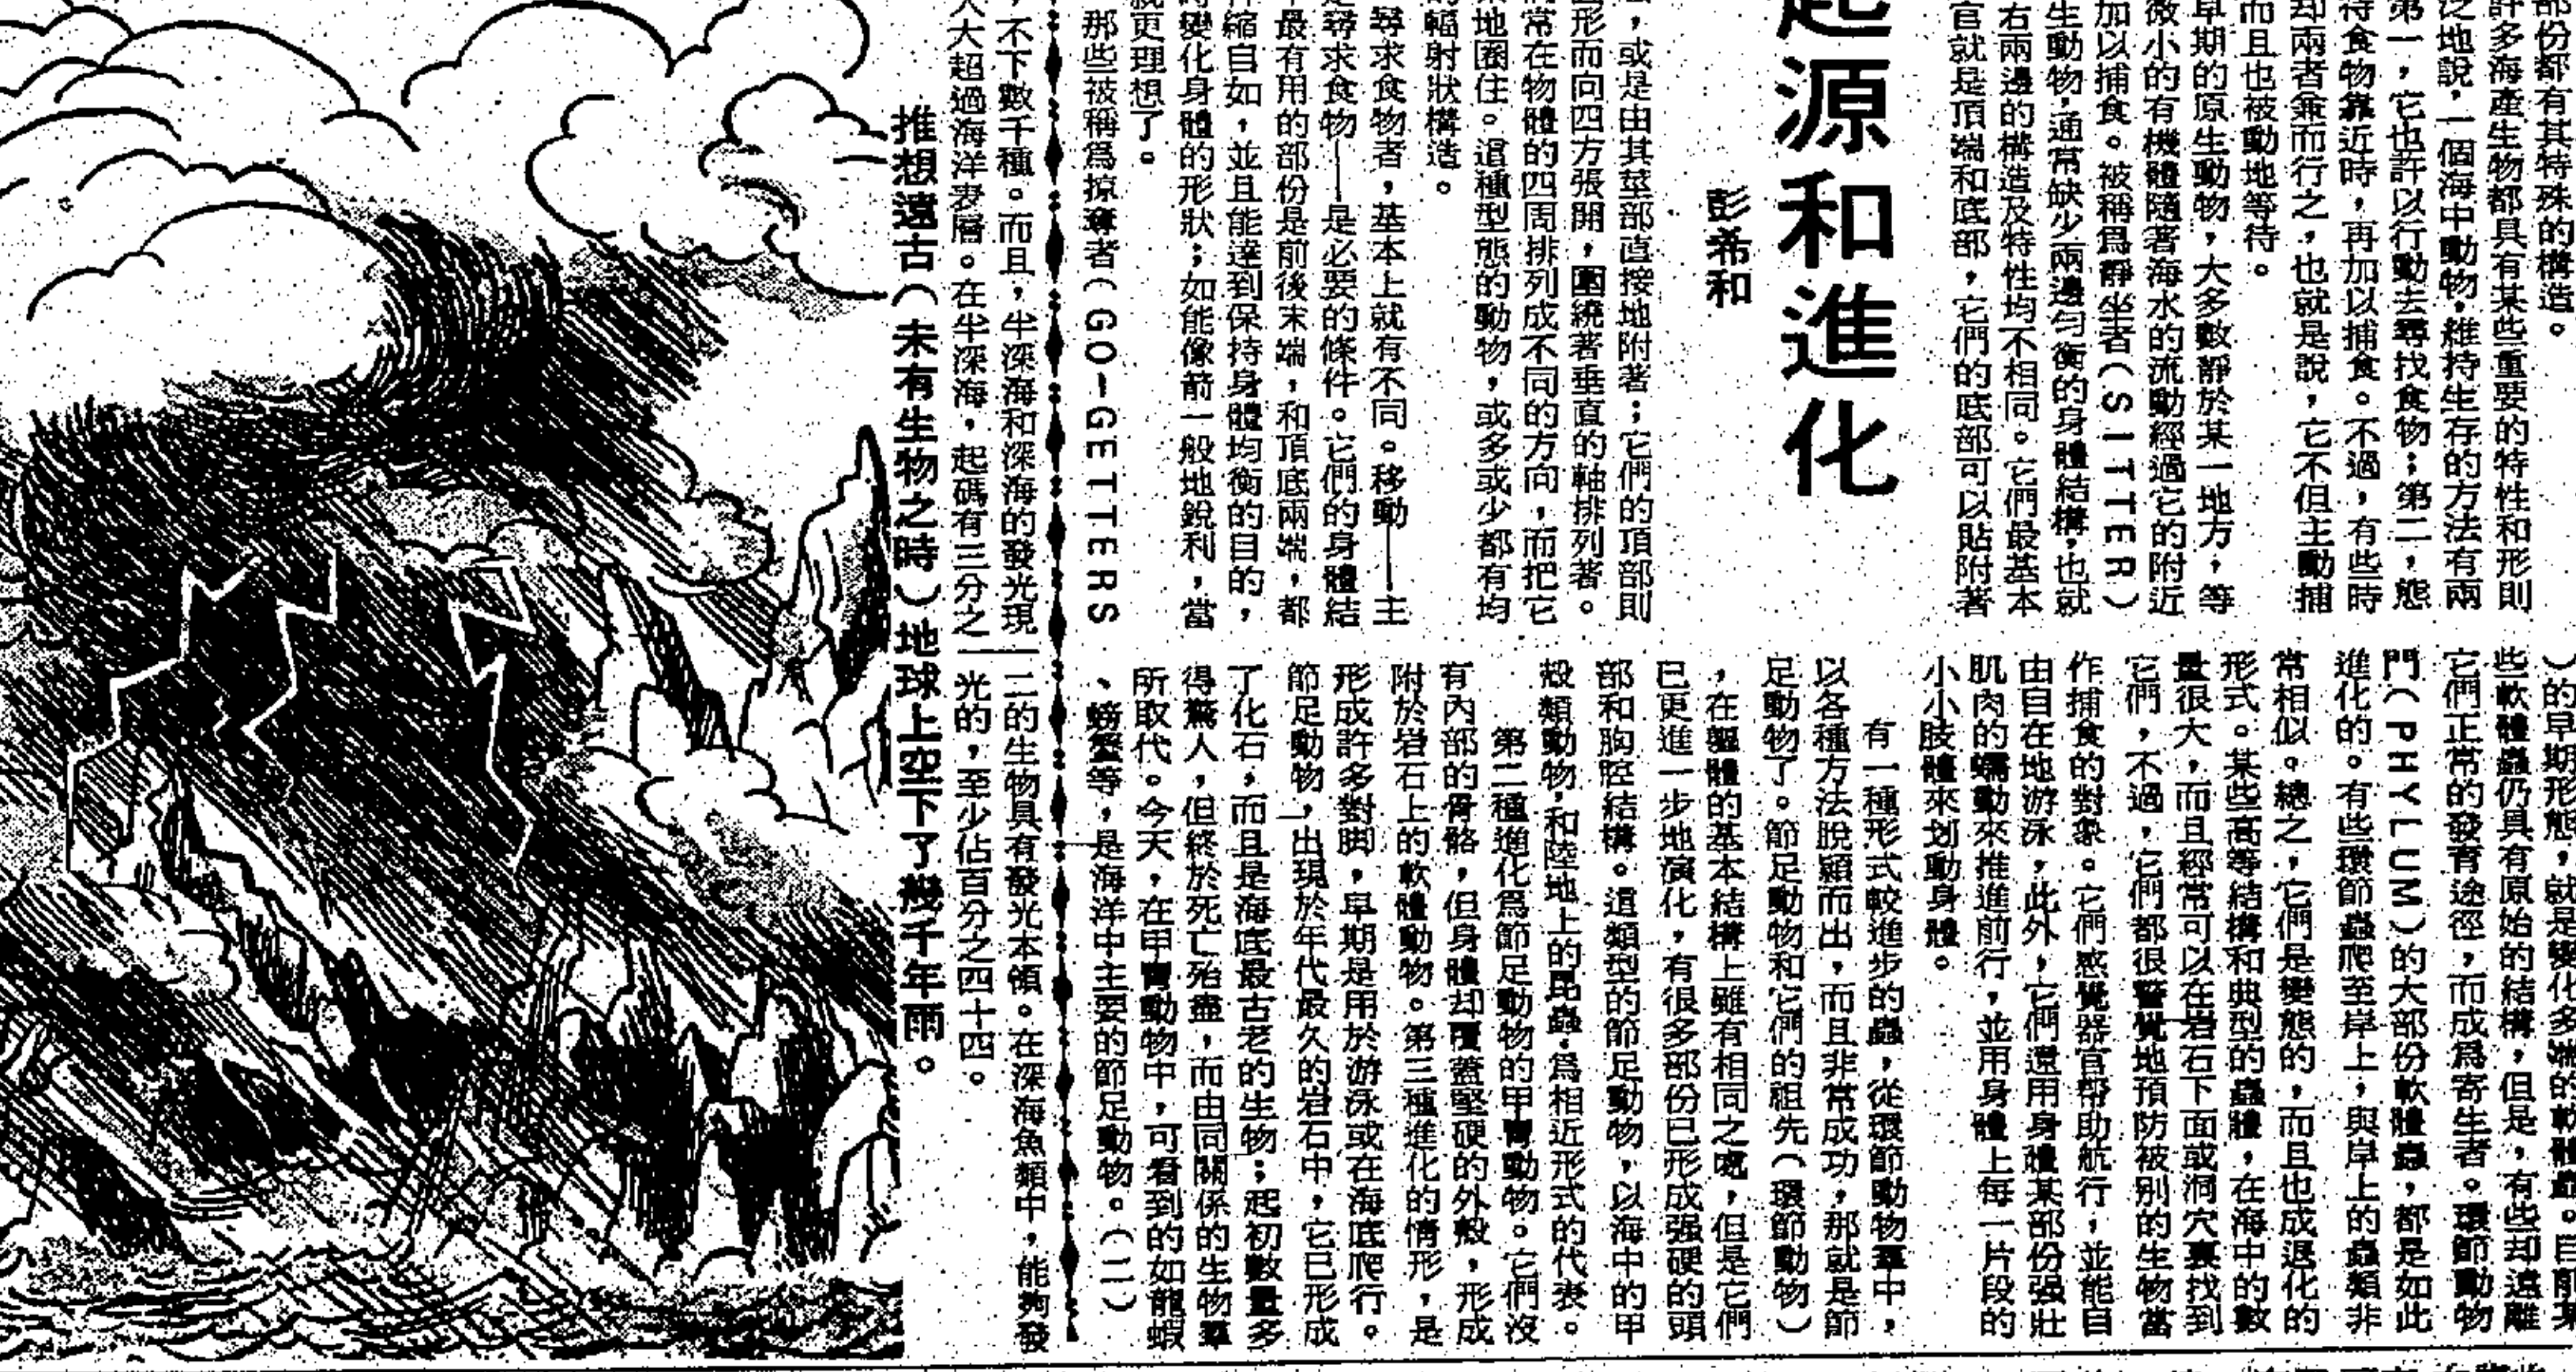 起源和進化
彭希和
部份都有其特殊的構造。
許多海產生物都具有某些重要的特性和形則
泛地說，一個海中動物，維持生存的方法有兩
第一，它也許以行動去尋找食物；第二，態
待食物靠近時，再加以捕食。不過，有些時
却兩者兼而行之，也就是說，它不但主動捕
而且也被動地等待。
早期的原生動物，大多數靜於某一地方，等
微小的有機體隨著海水的流動經過它的附近
加以捕食。被稱爲靜坐者（SITTER）
生動物，通常缺少兩邊勻衡的身體結構，也就
右兩邊的構造及特性均不相同。它們最基本
官就是頂端和底部，它們的底部可以貼附著
，或是由其莖部直接地附著；它們的頂部則
形而向四方張開，圍繞著垂直的軸排列著。
常在物體的四周排列成不同的方向，而把它
地圈住。這種型態的動物，或多或少都有均
的輻射狀構造。
尋求食物者，基本上就有不同。移動——主
是尋求食物——是必要的條件。它們的身體結
最有用的部份是前後末端，和頂底兩端，都
縮自如，並且能達到保持身體均衡的目的，
變化身體的形狀；如能像箭一般地銳利，當
就更理想了。
那些被稱爲掠奪者（GO-GETTERS
）的早期形態，就是變化多端的軟體蟲。目前某
些軟體蟲仍具有原始的結構，但是，有些却遠離
它們正常的發育途徑，而成爲寄生者。環節動物
門（PHYLUM）的大部份軟體蟲，都是如此
進化的。有些環節蟲爬至岸上，與岸上的蟲類非
常相似。總之，它們是變態的，而且也成退化的
形式。某些高等結構和典型的蟲體，在海中的數
量很大，而且經常可以在岩石下面或洞穴裏找到
它們，不過，它們都很警覺地預防被別的生物當
作捕食的對象。它們感覺器官帮助航行，並能自
由自在地游泳，此外，它們還用身體某部份强壯
肌肉的蠕動來推進前行，並用身體上每一片段的
小小肢體來划動身體。
有一種形式較進步的蟲，從環節動物羣中，
以各種方法脫穎而出，而且非常成功，那就是節
足動物了。節足動物和它們的祖先（環節動物）
，在軀體的基本結構上雖有相同之處，但是它們
已更進一步地演化，有很多部份已形成强硬的頭
部和胸腔結構。這類型的節足動物，以海中的甲
殼類動物，和陸地上的昆蟲，爲相近形式的代表。
第二種進化爲節足動物的甲冑動物。它們沒
有內部的骨骼，但身體却覆蓋堅硬的外殼，形成
附於岩石上的軟體動物。第三種進化的情形，是
形成許多對脚，早期是用於游泳或在海底爬行。
節足動物，出現於年代最久的岩石中，它已形成
了化石，而且是海底最古老的生物；起初數量多
得驚人，但終於死亡殆盡，而由同關係的生物羣
所取代。今天，在甲冑動物中，可看到的如龍蝦
、螃蟹等，是海洋中主要的節足動物。（二）
，不下數千種。而且，半深海和深海的發光現
大大超過海洋表層。在半深海，起碼有三分之
二的生物具有發光本領。在深海魚類中，能夠發
光的，至少佔百分之四十四。
推想遠古（未有生物之時）地球上空下了幾千年雨。